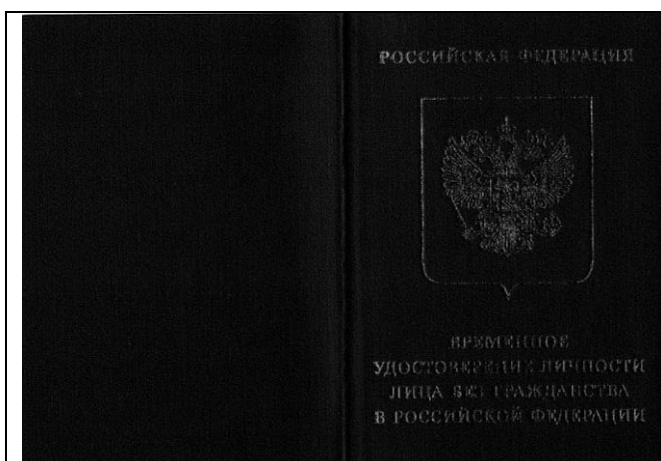 РОССИЙСКАЯ ФЕДЕРАЦИЯ
ВРЕМЕННОЕ
УДОСТОВЕРЕНИЕ ЛИЧНОСТИ
ЛИЦА БЕЗ ГРАЖДАНСТВА
В РОССИЙСКОЙ ФЕДЕРАЦИИ